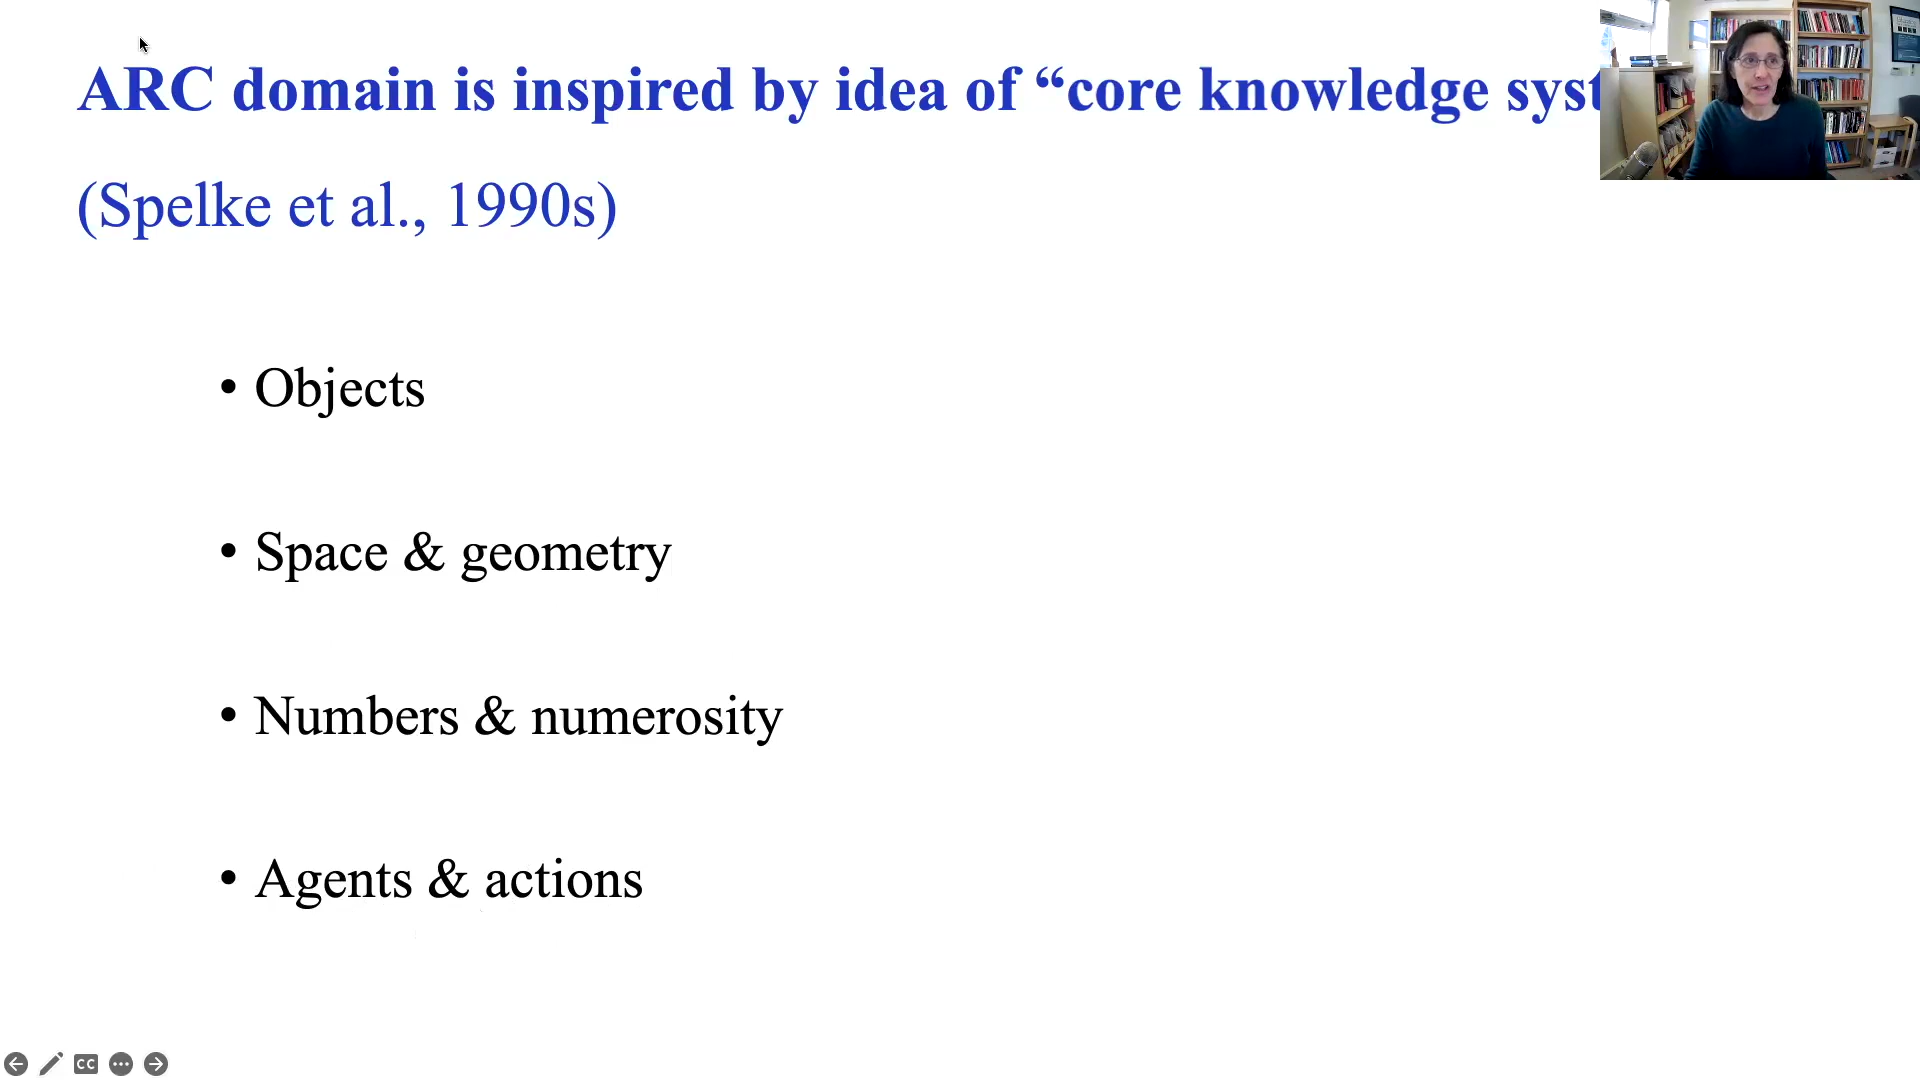 ARC domain is inspired by idea of “core knowledge syst
(Spelke et al., 1990s)
• Objects
• Space & geometry
• Numbers & numerosity
• Agents & actions
CC